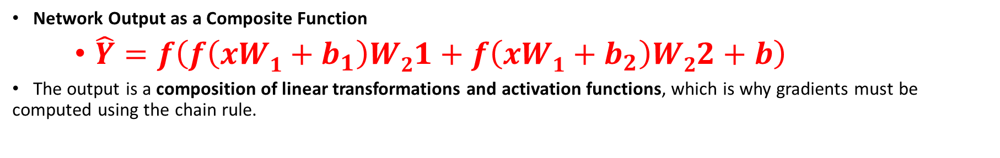 • Network Output as a Composite Function
• Ŷ = f(f(xW₁ + b₁)W₂1 + f(xW₁ + b₂)W₂2 + b)
• The output is a composition of linear transformations and activation functions, which is why gradients must be
computed using the chain rule.